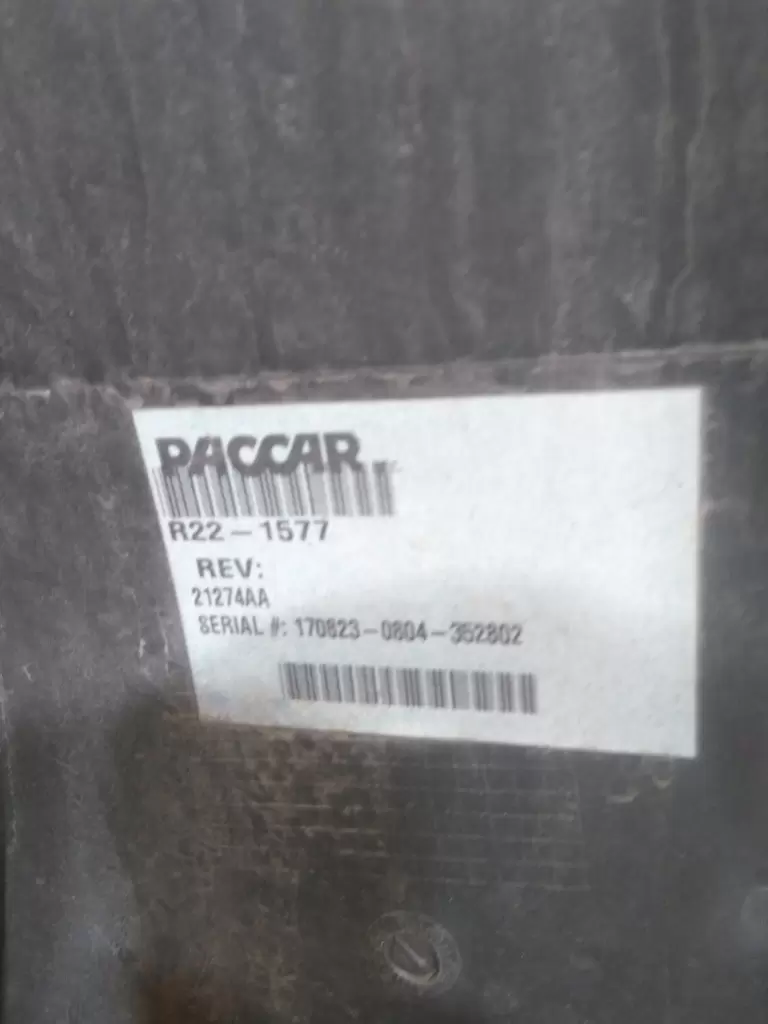 PACCAR
R22-1577
REV:
21274AA
SERIAL #: 170823-0804-352802